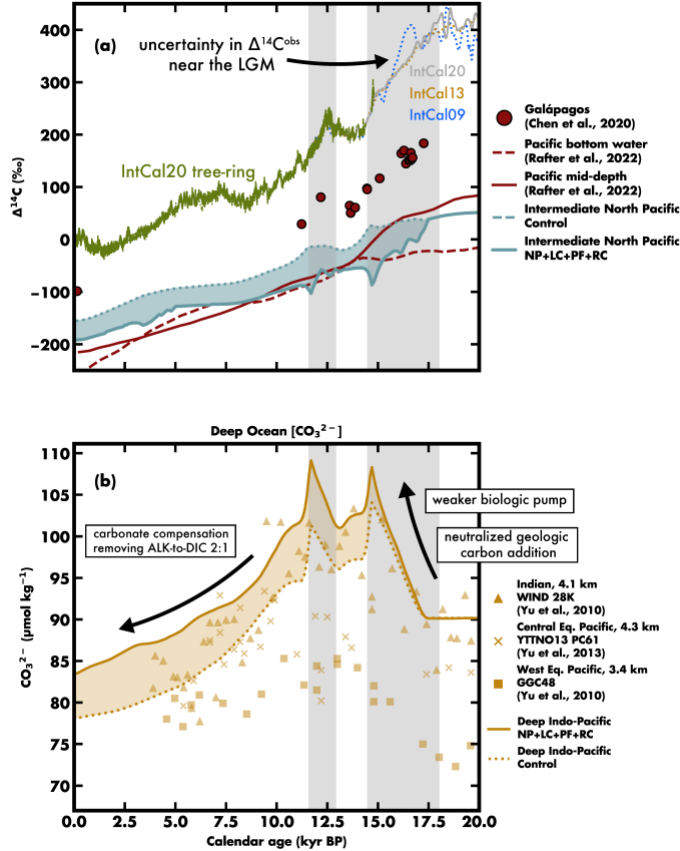 (a)
uncertainty in Δ¹⁴Cᵒᵇˢ
near the LGM
IntCal20
IntCal13
IntCal09
IntCal20 tree-ring
Δ¹⁴C (‰)
400
300
200
100
0
−100
−200
Galápagos
(Chen et al., 2020)
Pacific bottom water
(Rafter et al., 2022)
Pacific mid-depth
(Rafter et al., 2022)
Intermediate North Pacific
Control
Intermediate North Pacific
NP+LC+PF+RC
Deep Ocean [CO₃²⁻]
(b)
carbonate compensation
removing ALK-to-DIC 2:1
weaker biologic pump
neutralized geologic
carbon addition
CO₃²⁻ (μmol kg⁻¹)
110
105
100
95
90
85
80
75
70
0.0 2.5 5.0 7.5 10.0 12.5 15.0 17.5 20.0
Calendar age (kyr BP)
Indian, 4.1 km
WIND 28K
(Yu et al., 2010)
Central Eq. Pacific, 4.3 km
YTTNO13 PC61
(Yu et al., 2013)
West Eq. Pacific, 3.4 km
GGC48
(Yu et al., 2010)
Deep Indo-Pacific
NP+LC+PF+RC
Deep Indo-Pacific
Control